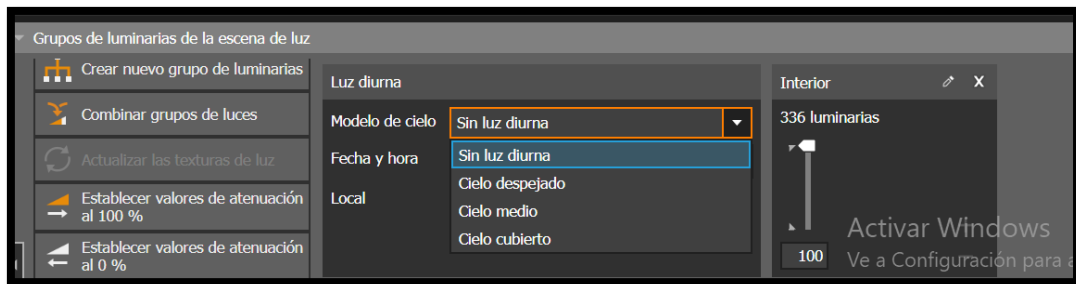 Grupos de luminarias de la escena de luz
Crear nuevo grupo de luminarias
Combinar grupos de luces
Actualizar las texturas de luz
Establecer valores de atenuación
al 100 %
Establecer valores de atenuación
al 0 %
Luz diurna
Modelo de cielo
Sin luz diurna
Sin luz diurna
Cielo despejado
Cielo medio
Cielo cubierto
Fecha y hora
Local
Interior
X
336 luminarias
100
Activar Windows
Ve a Configuración para a